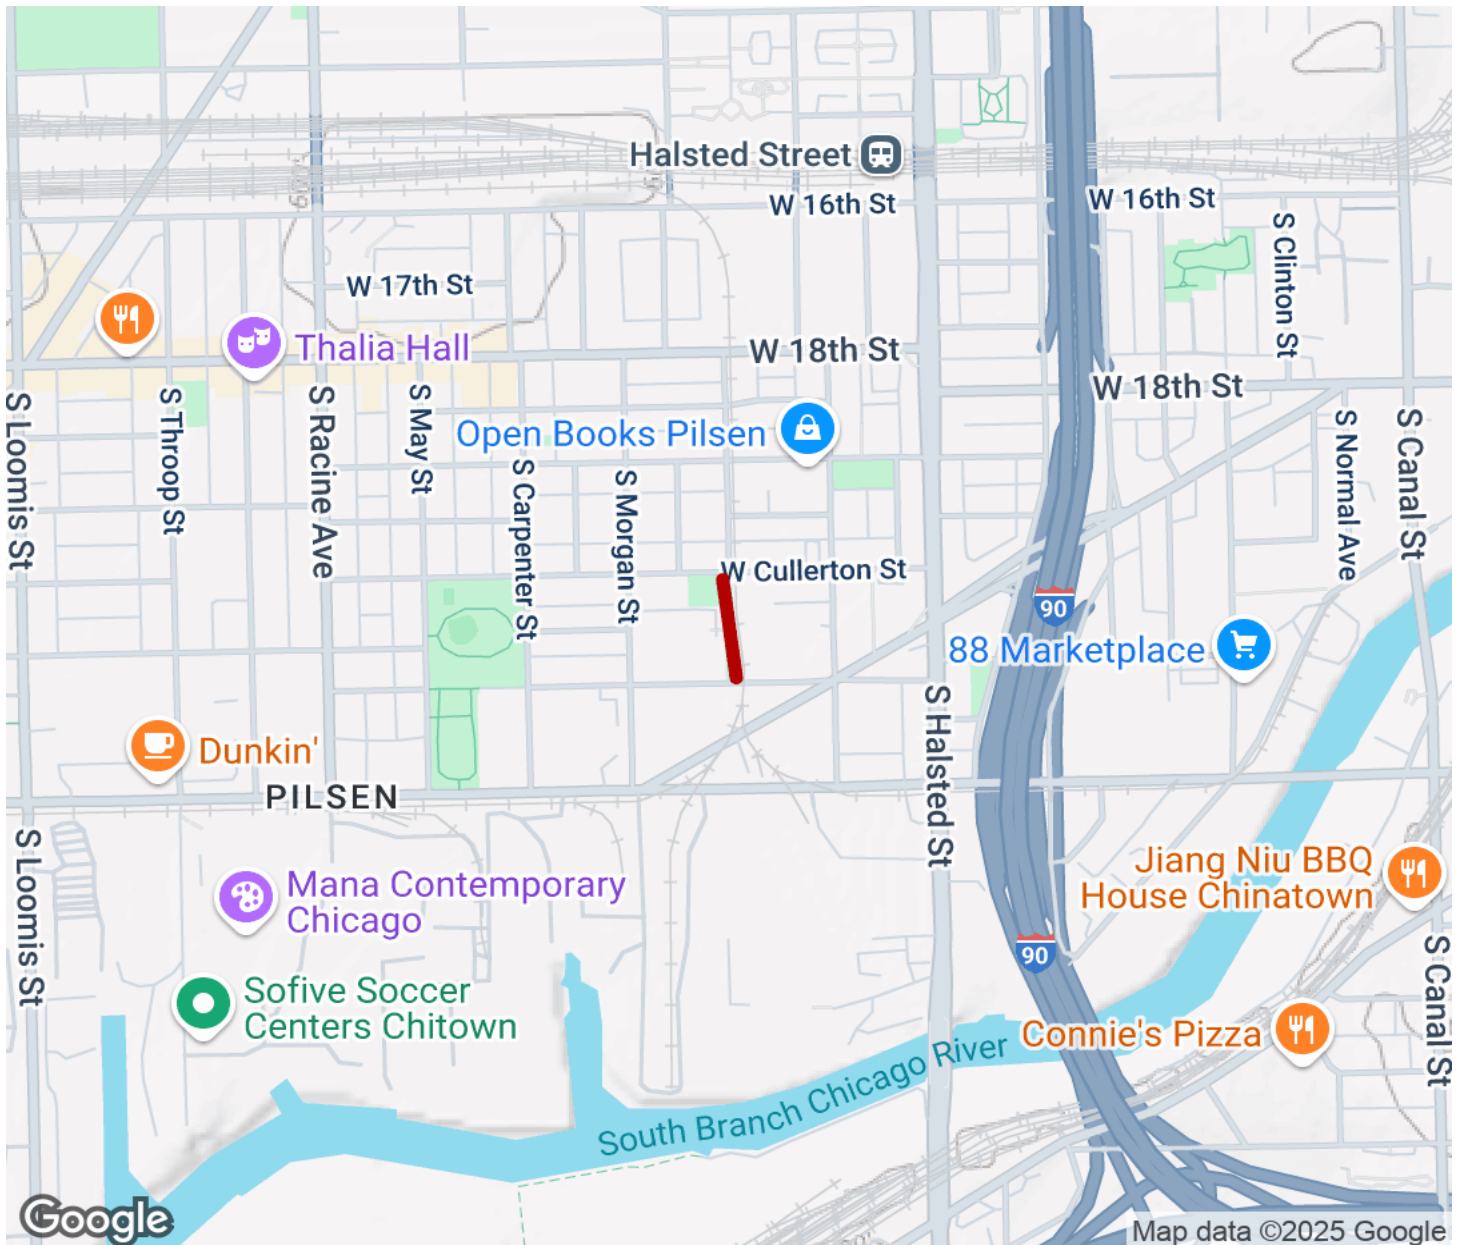 Halsted Street
W 16th St
W 16th St
S Clinton St
W 17th St
Thalia Hall
W 18th St
W 18th St
S Loomis St
S Throop St
S Racine Ave
S May St
Open Books Pilsen
S Carpenter St
S Morgan St
S Normal Ave
S Canal St
W Cullerton St
90
88 Marketplace
S Halsted St
Dunkin'
PILSEN
S Loomis St
Mana Contemporary
Chicago
Jiang Niu BBQ
House Chinatown
90
S Canal St
Sofive Soccer
Centers Chitown
Connie's Pizza
South Branch Chicago River
Google
Map data ©2025 Google